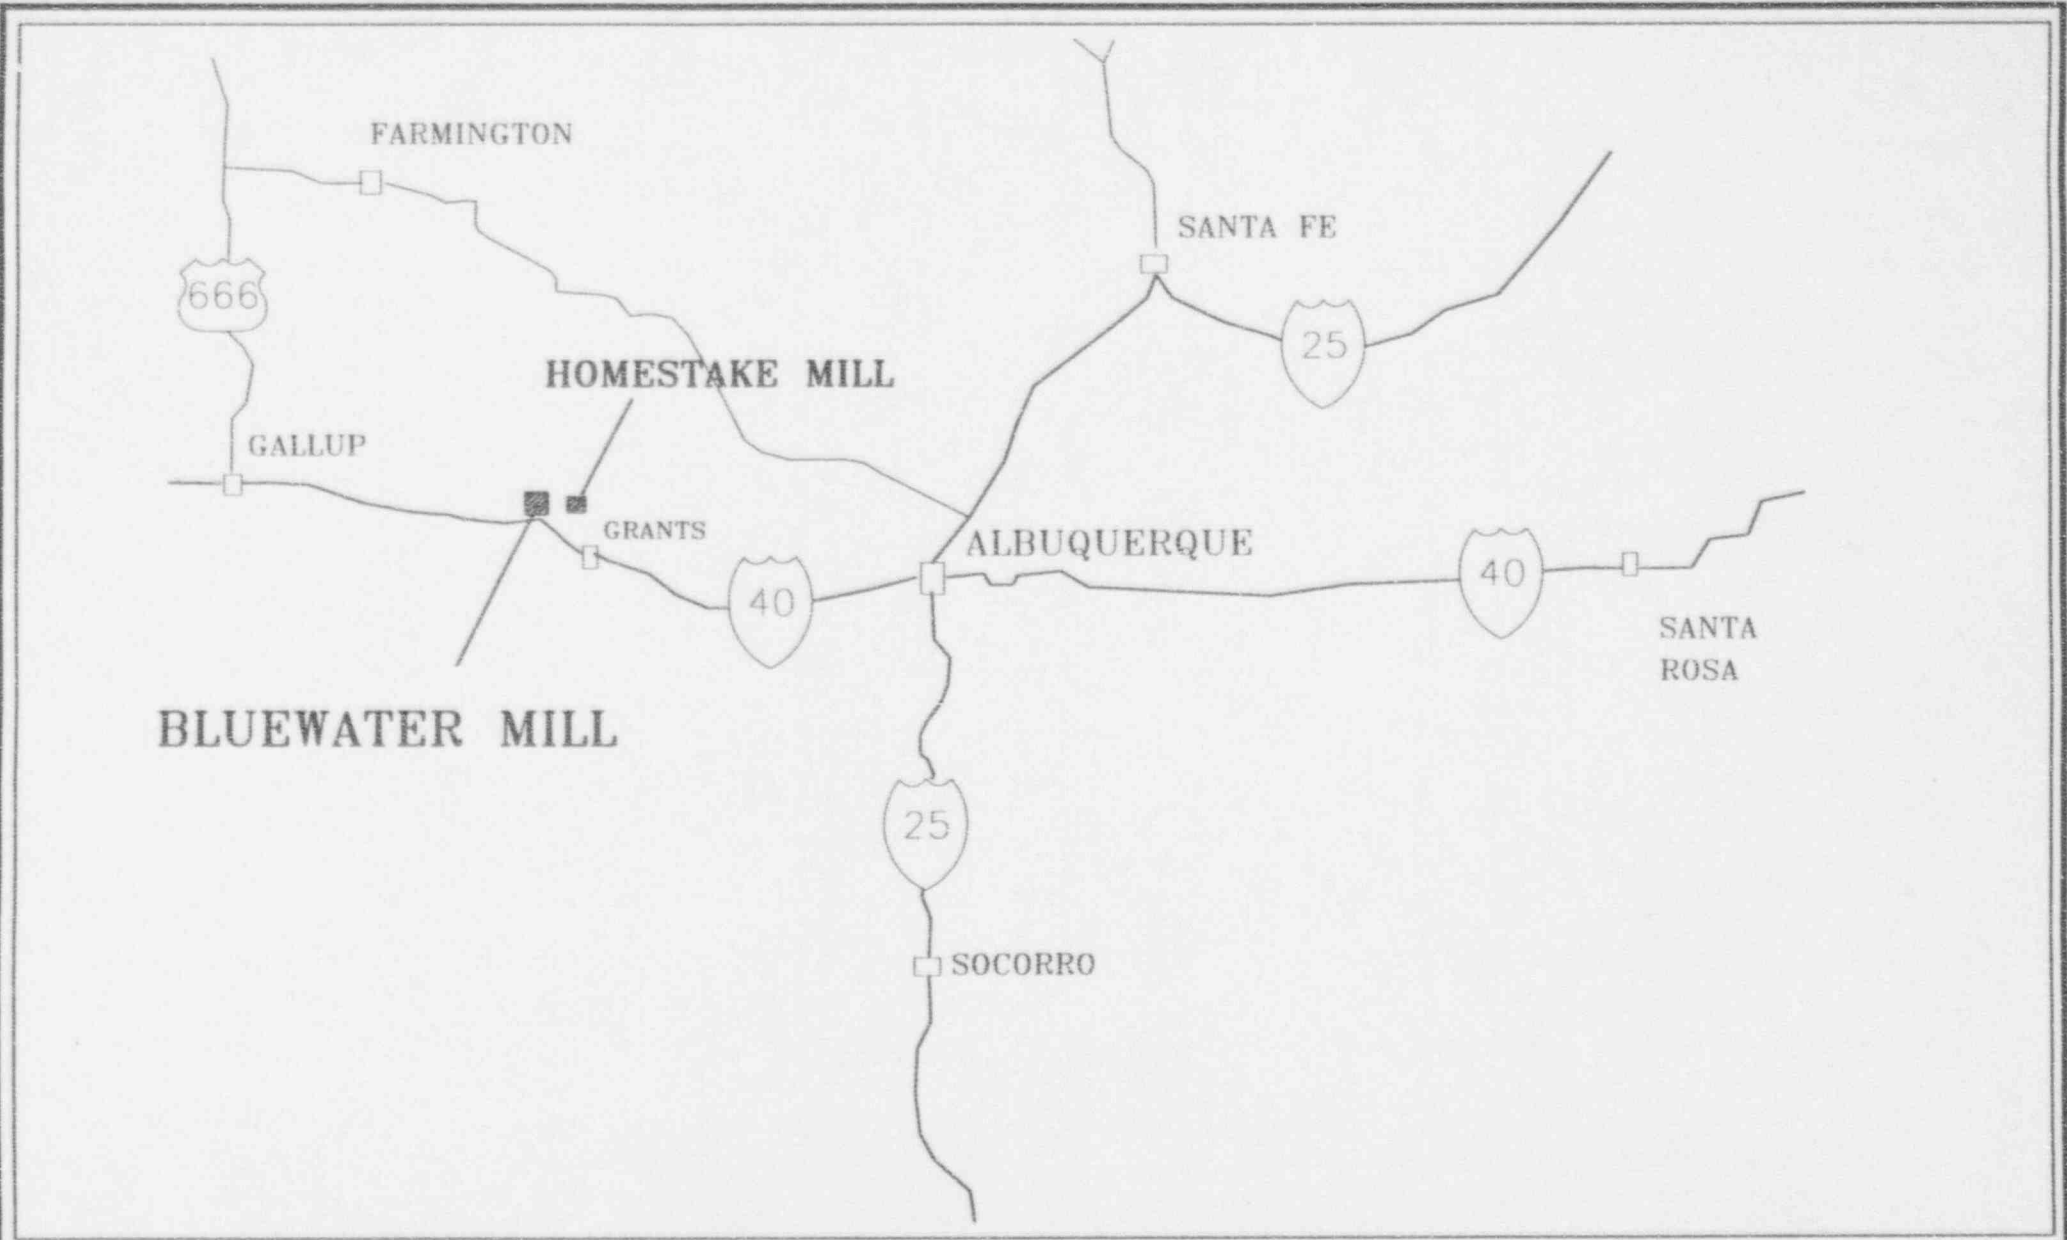 FARMINGTON
SANTA FE
666
25
HOMESTAKE MILL
GALLUP
GRANTS
ALBUQUERQUE
40
40
SANTA
ROSA
BLUEWATER MILL
25
SOCORRO